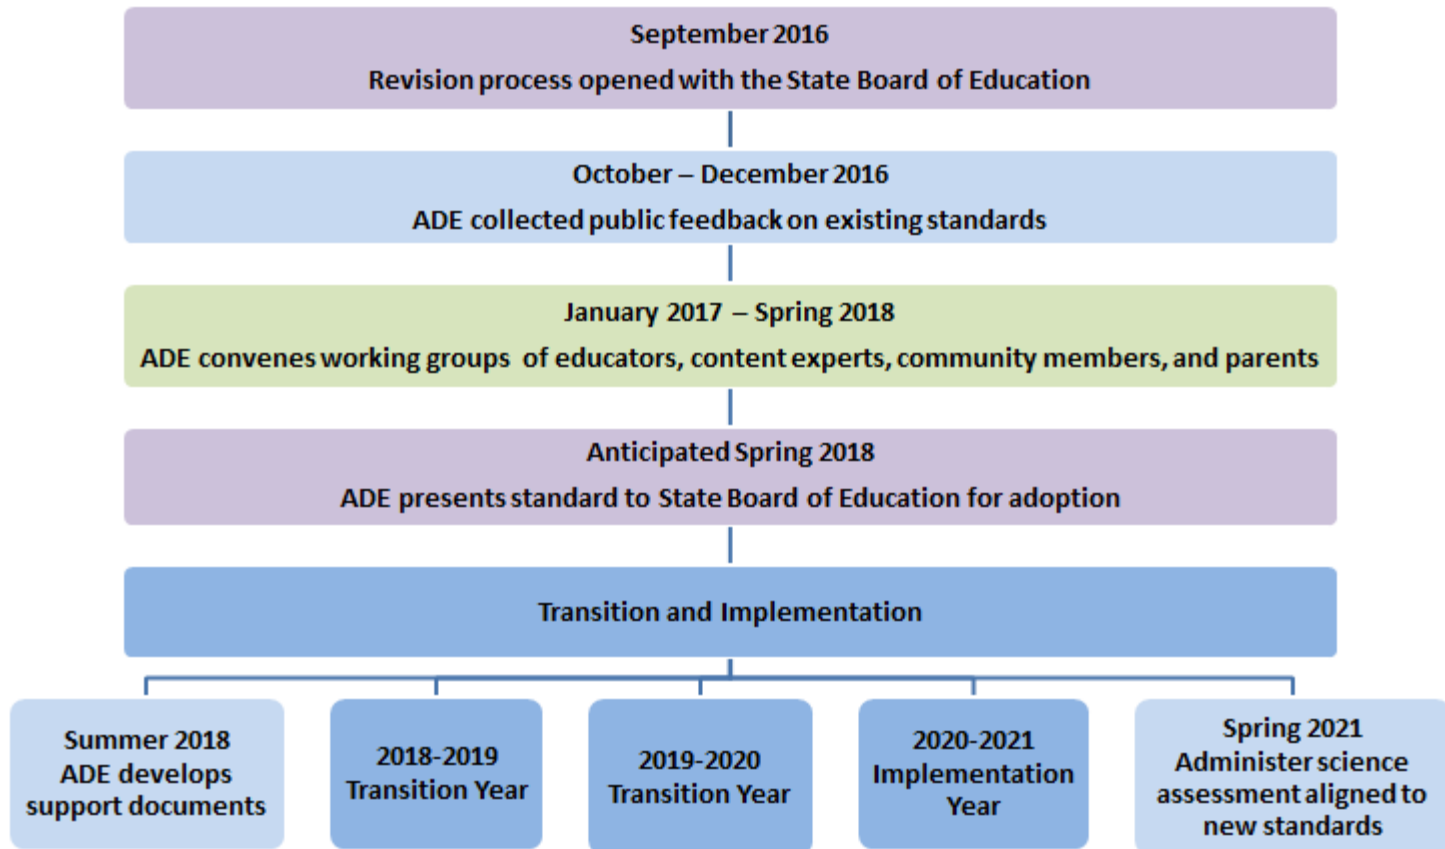 September 2016
Revision process opened with the State Board of Education
October – December 2016
ADE collected public feedback on existing standards
January 2017 – Spring 2018
ADE convenes working groups of educators, content experts, community members, and parents
Anticipated Spring 2018
ADE presents standard to State Board of Education for adoption
Transition and Implementation
Summer 2018
ADE develops
support documents
2018-2019
Transition Year
2019-2020
Transition Year
2020-2021
Implementation
Year
Spring 2021
Administer science
assessment aligned to
new standards